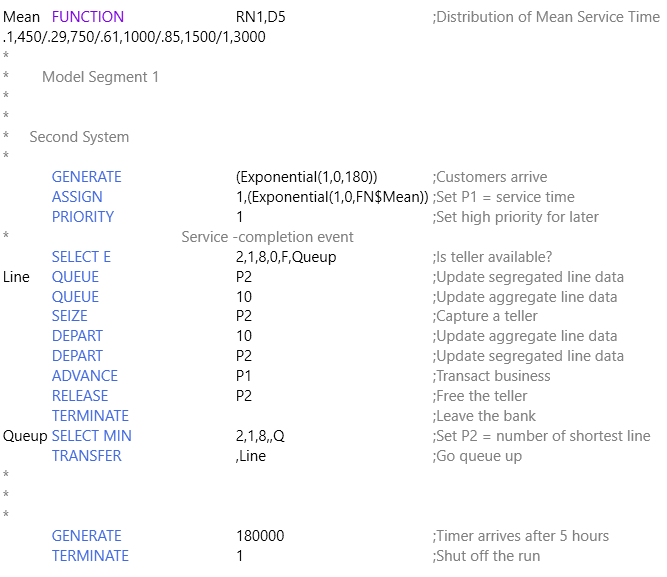 Mean FUNCTION RN1,D5 ;Distribution of Mean Service Time
.1,450/.29,750/.61,1000/.85,1500/1,3000
*
* Model Segment 1
*
*
* Second System
*
GENERATE (Exponential(1,0,180)) ;Customers arrive
ASSIGN 1,(Exponential(1,0,FN$Mean)) ;Set P1 = service time
PRIORITY 1 ;Set high priority for later
* Service -completion event
SELECT E 2,1,8,0,F,Queup ;Is teller available?
Line QUEUE P2 ;Update segregated line data
QUEUE 10 ;Update aggregate line data
SEIZE P2 ;Capture a teller
DEPART 10 ;Update aggregate line data
DEPART P2 ;Update segregated line data
ADVANCE P1 ;Transact business
RELEASE P2 ;Free the teller
TERMINATE ;Leave the bank
Queup SELECT MIN 2,1,8,,Q ;Set P2 = number of shortest line
TRANSFER ,Line ;Go queue up
*
*
*
GENERATE 180000 ;Timer arrives after 5 hours
TERMINATE 1 ;Shut off the run